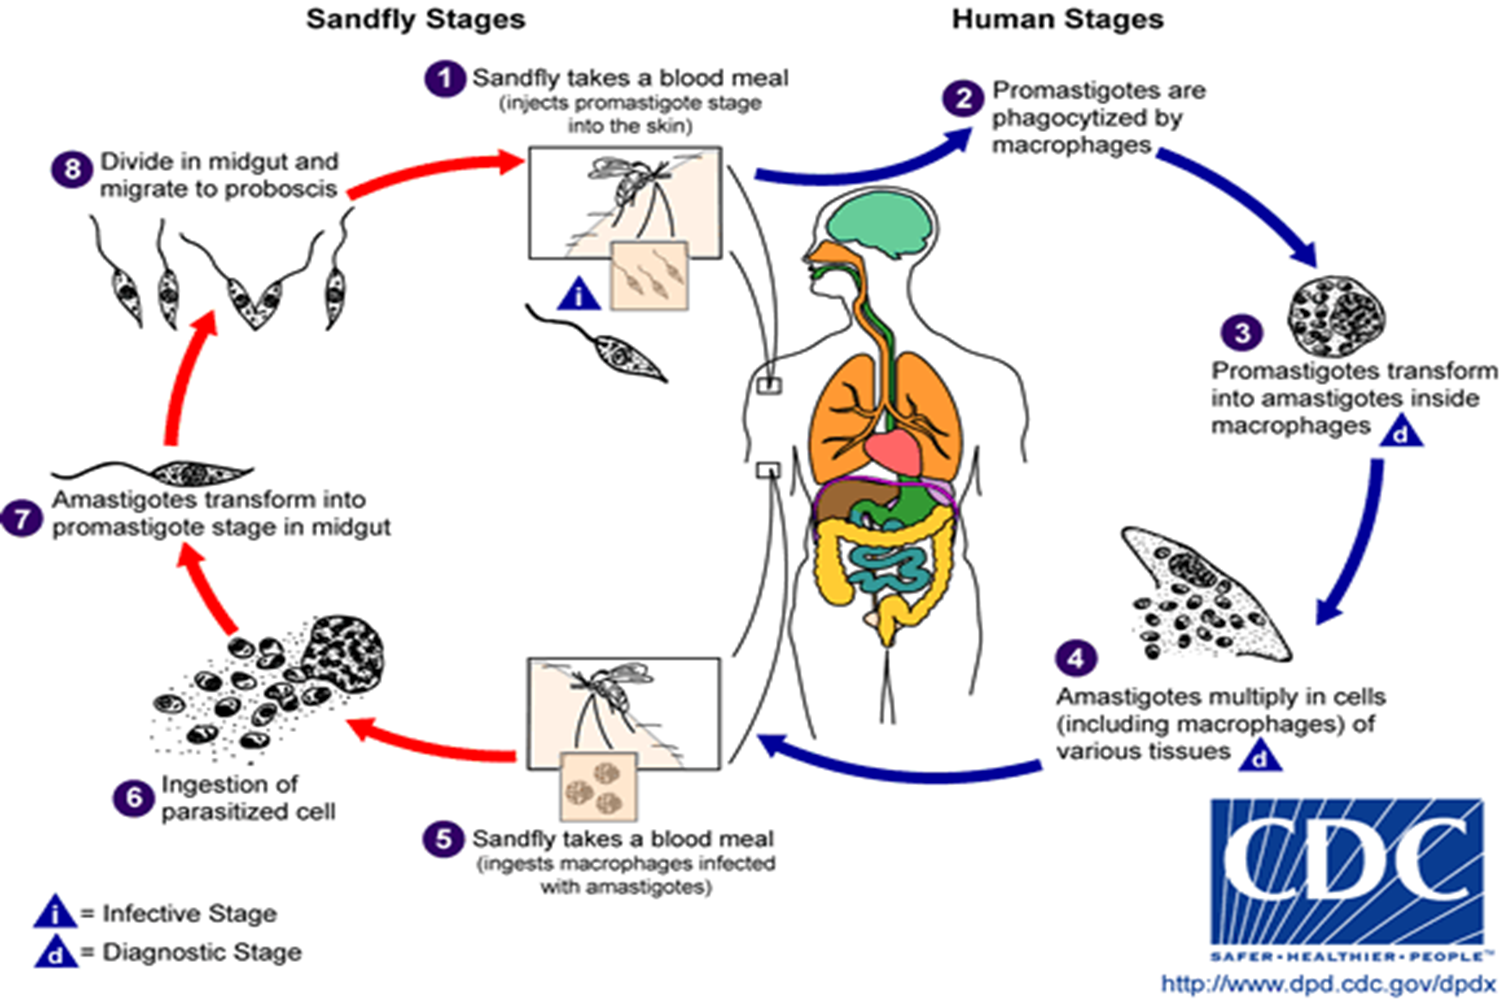 Sandfly Stages
Human Stages
1 Sandfly takes a blood meal
(injects promastigote stage
into the skin)
i
2 Promastigotes are
phagocytized by
macrophages
3
Promastigotes transform
into amastigotes inside
macrophages d
4
Amastigotes multiply in cells
(including macrophages) of
various tissues d
5 Sandfly takes a blood meal
(ingests macrophages infected
with amastigotes)
6 Ingestion of
parasitized cell
7 Amastigotes transform into
promastigote stage in midgut
8 Divide in midgut and
migrate to proboscis
i = Infective Stage
d = Diagnostic Stage
CDC
SAFER•HEALTHIER•PEOPLE™
http://www.dpd.cdc.gov/dpdx